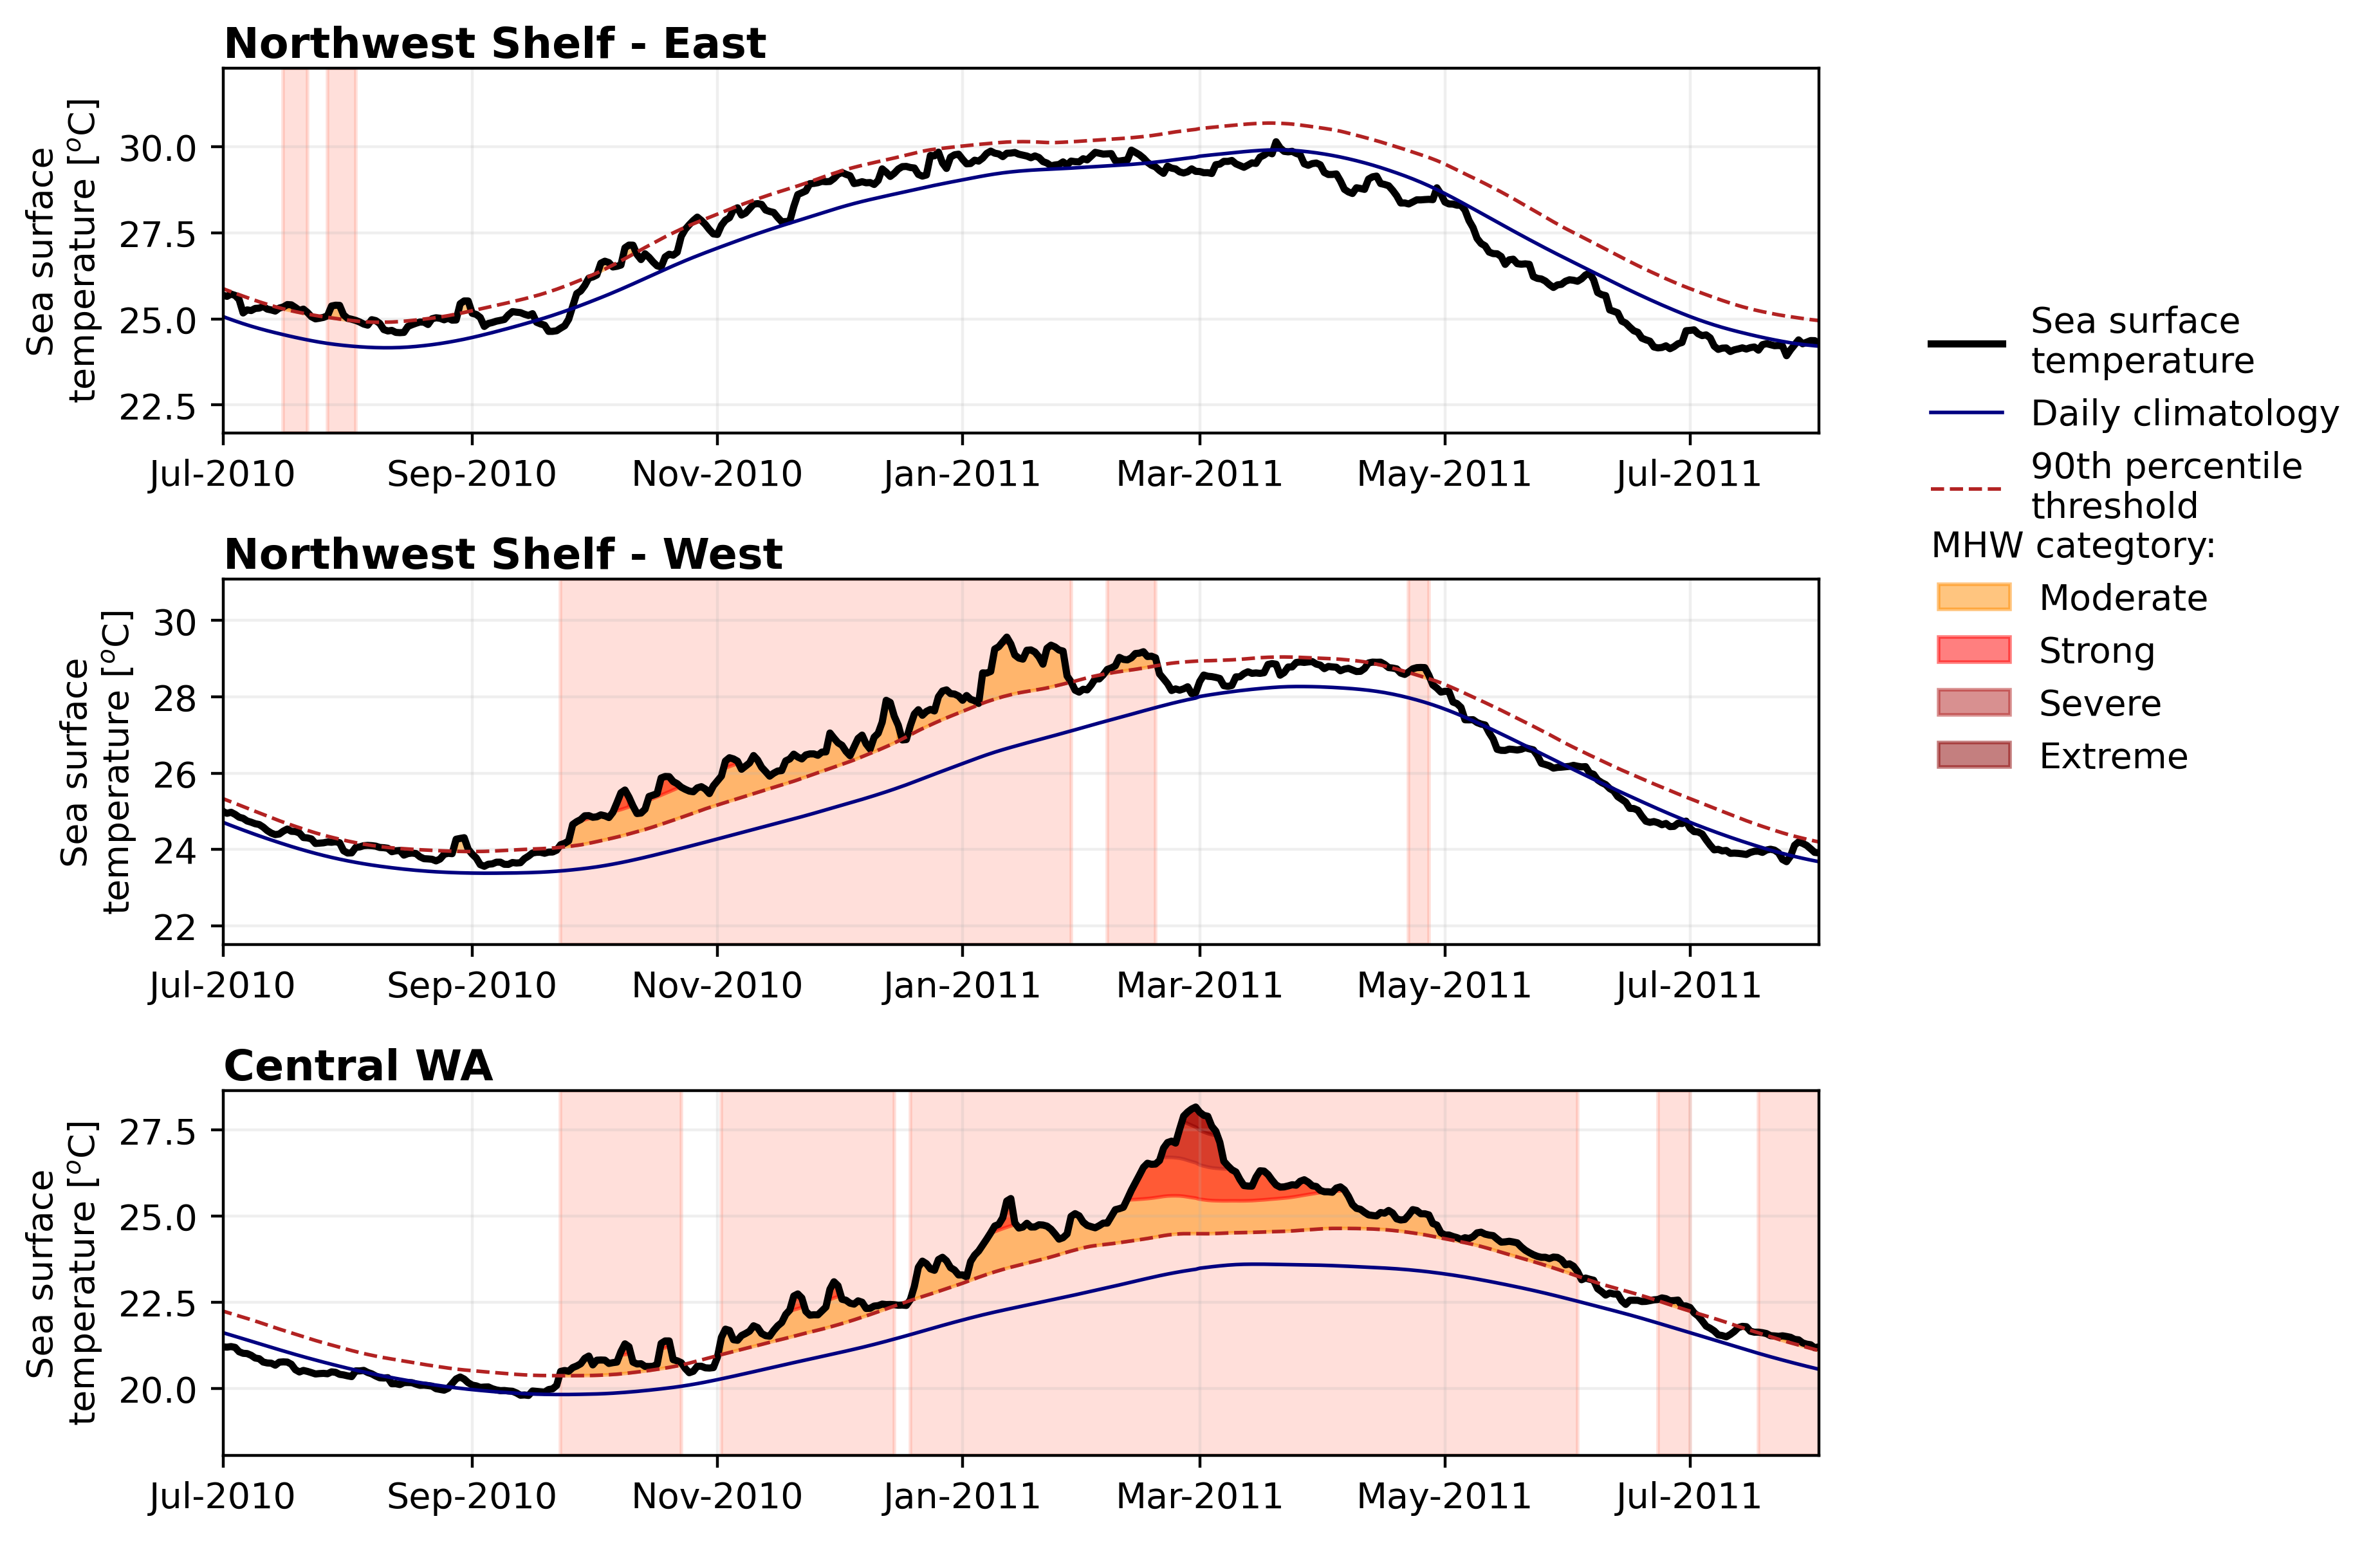 Northwest Shelf - East
Sea surface
temperature [°C]
30.0
27.5
25.0
22.5
Jul-2010 Sep-2010 Nov-2010 Jan-2011 Mar-2011 May-2011 Jul-2011
Northwest Shelf - West
Sea surface
temperature [°C]
30
28
26
24
22
Jul-2010 Sep-2010 Nov-2010 Jan-2011 Mar-2011 May-2011 Jul-2011
Central WA
Sea surface
temperature [°C]
27.5
25.0
22.5
20.0
Jul-2010 Sep-2010 Nov-2010 Jan-2011 Mar-2011 May-2011 Jul-2011
Sea surface
temperature
Daily climatology
90th percentile
threshold
MHW categtory:
Moderate
Strong
Severe
Extreme